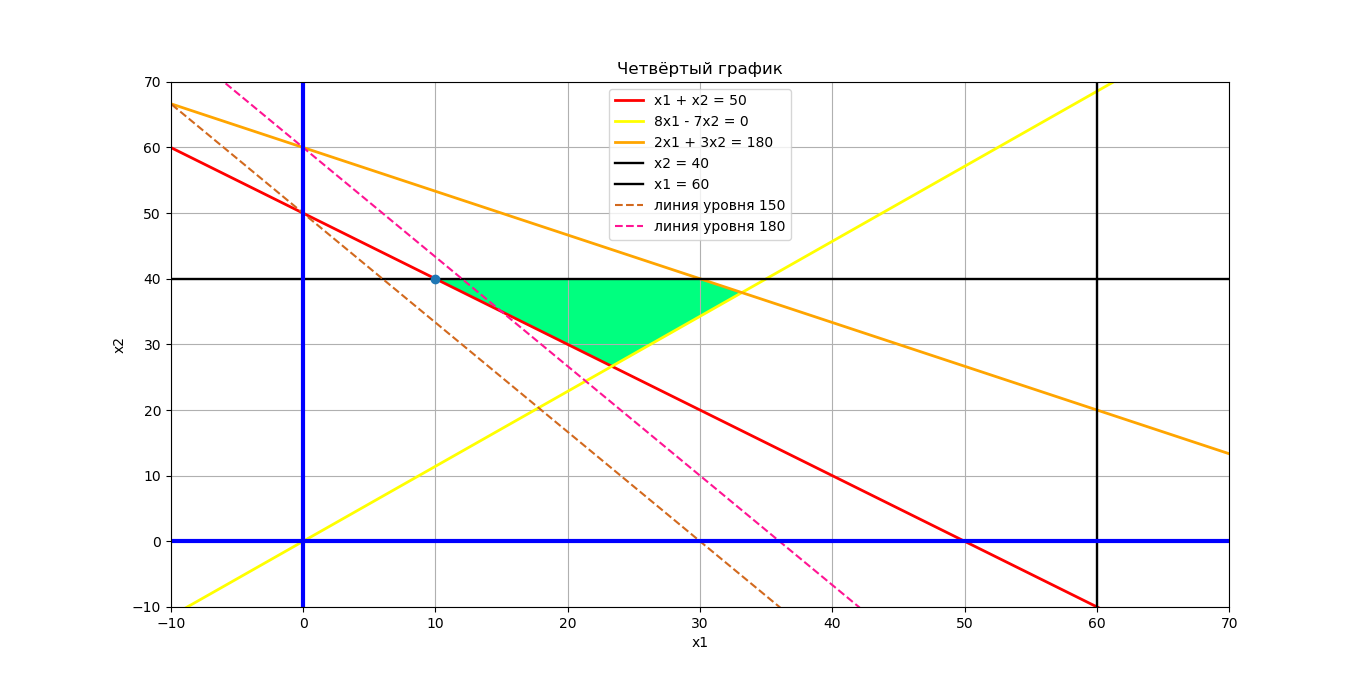 Четвёртый график
x1 + x2 = 50
8x1 - 7x2 = 0
2x1 + 3x2 = 180
x2 = 40
x1 = 60
линия уровня 150
линия уровня 180
70
60
50
40
30
20
10
0
−10
x2
−10 0 10 20 30 40 50 60 70
x1